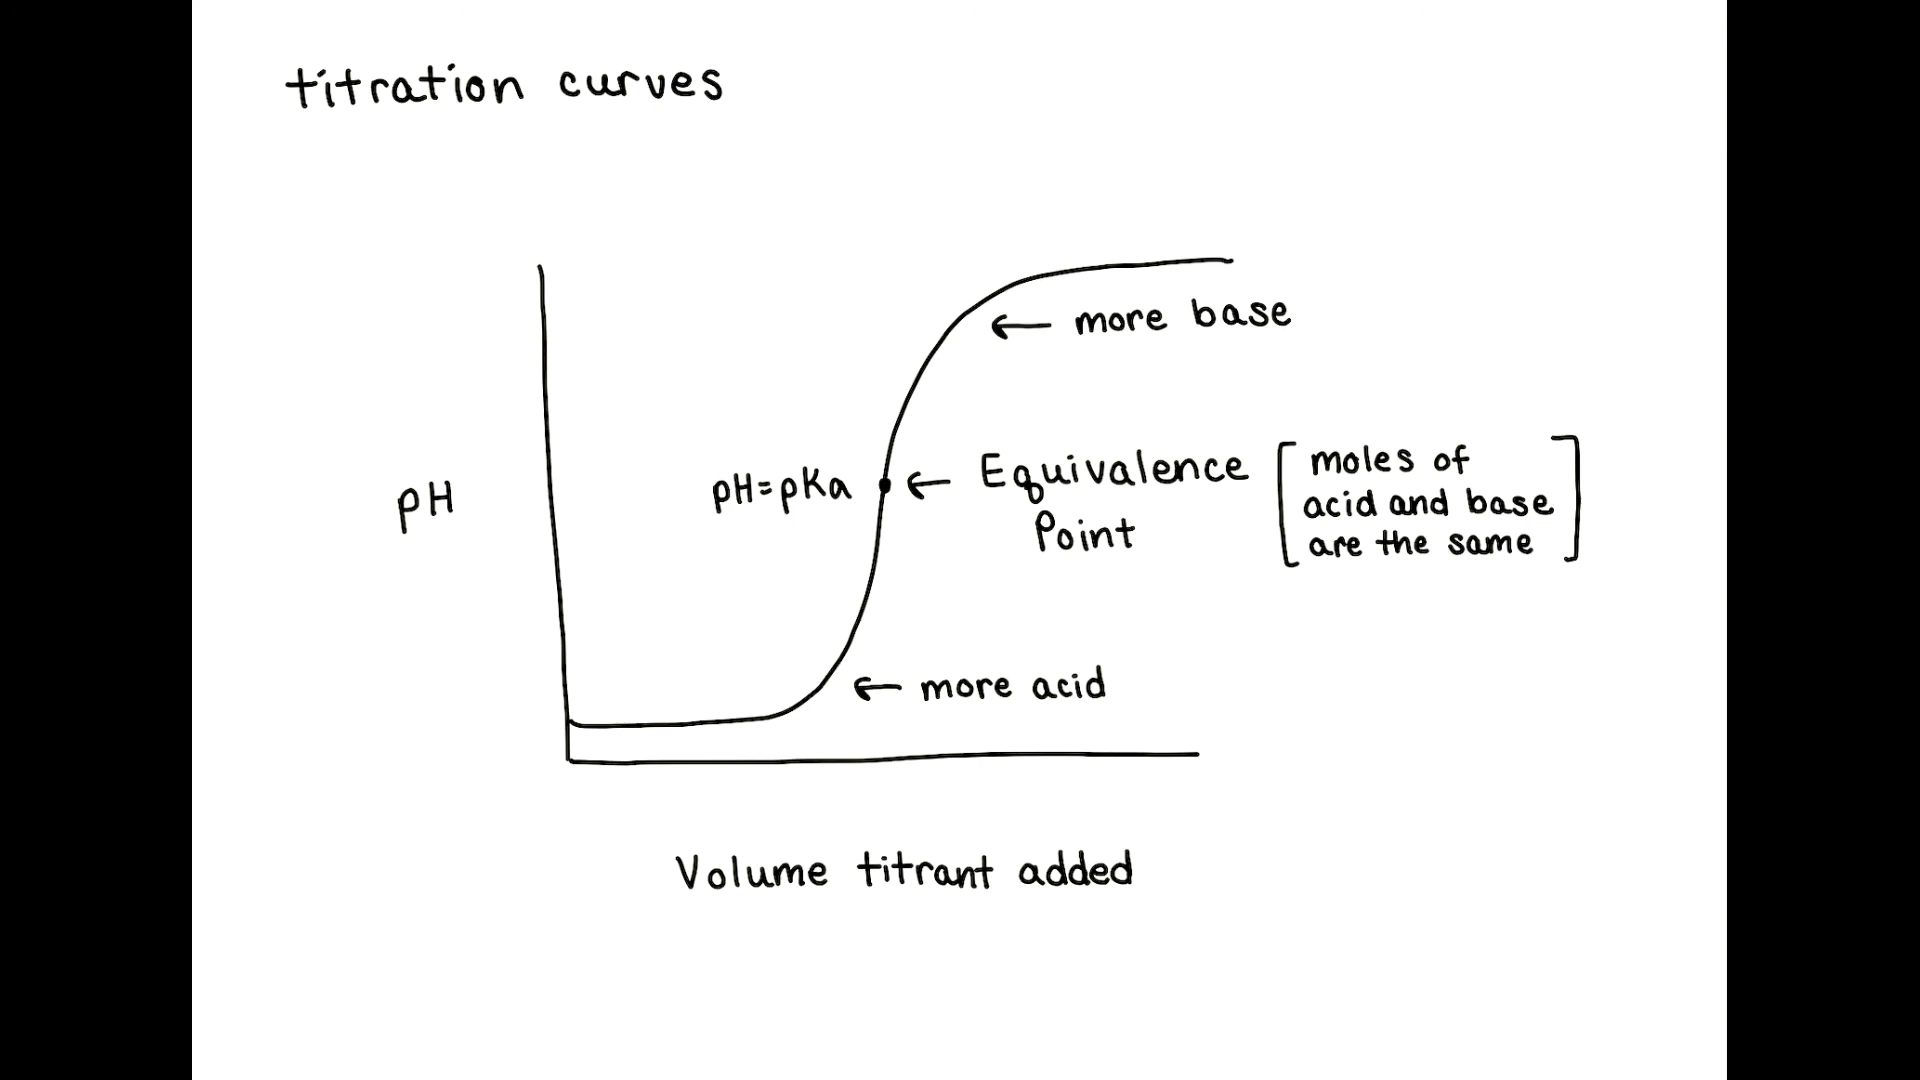 titration curves
more base
pH=pKa
Equivalence
Point
moles of
acid and base
are the same
pH
more acid
Volume titrant added